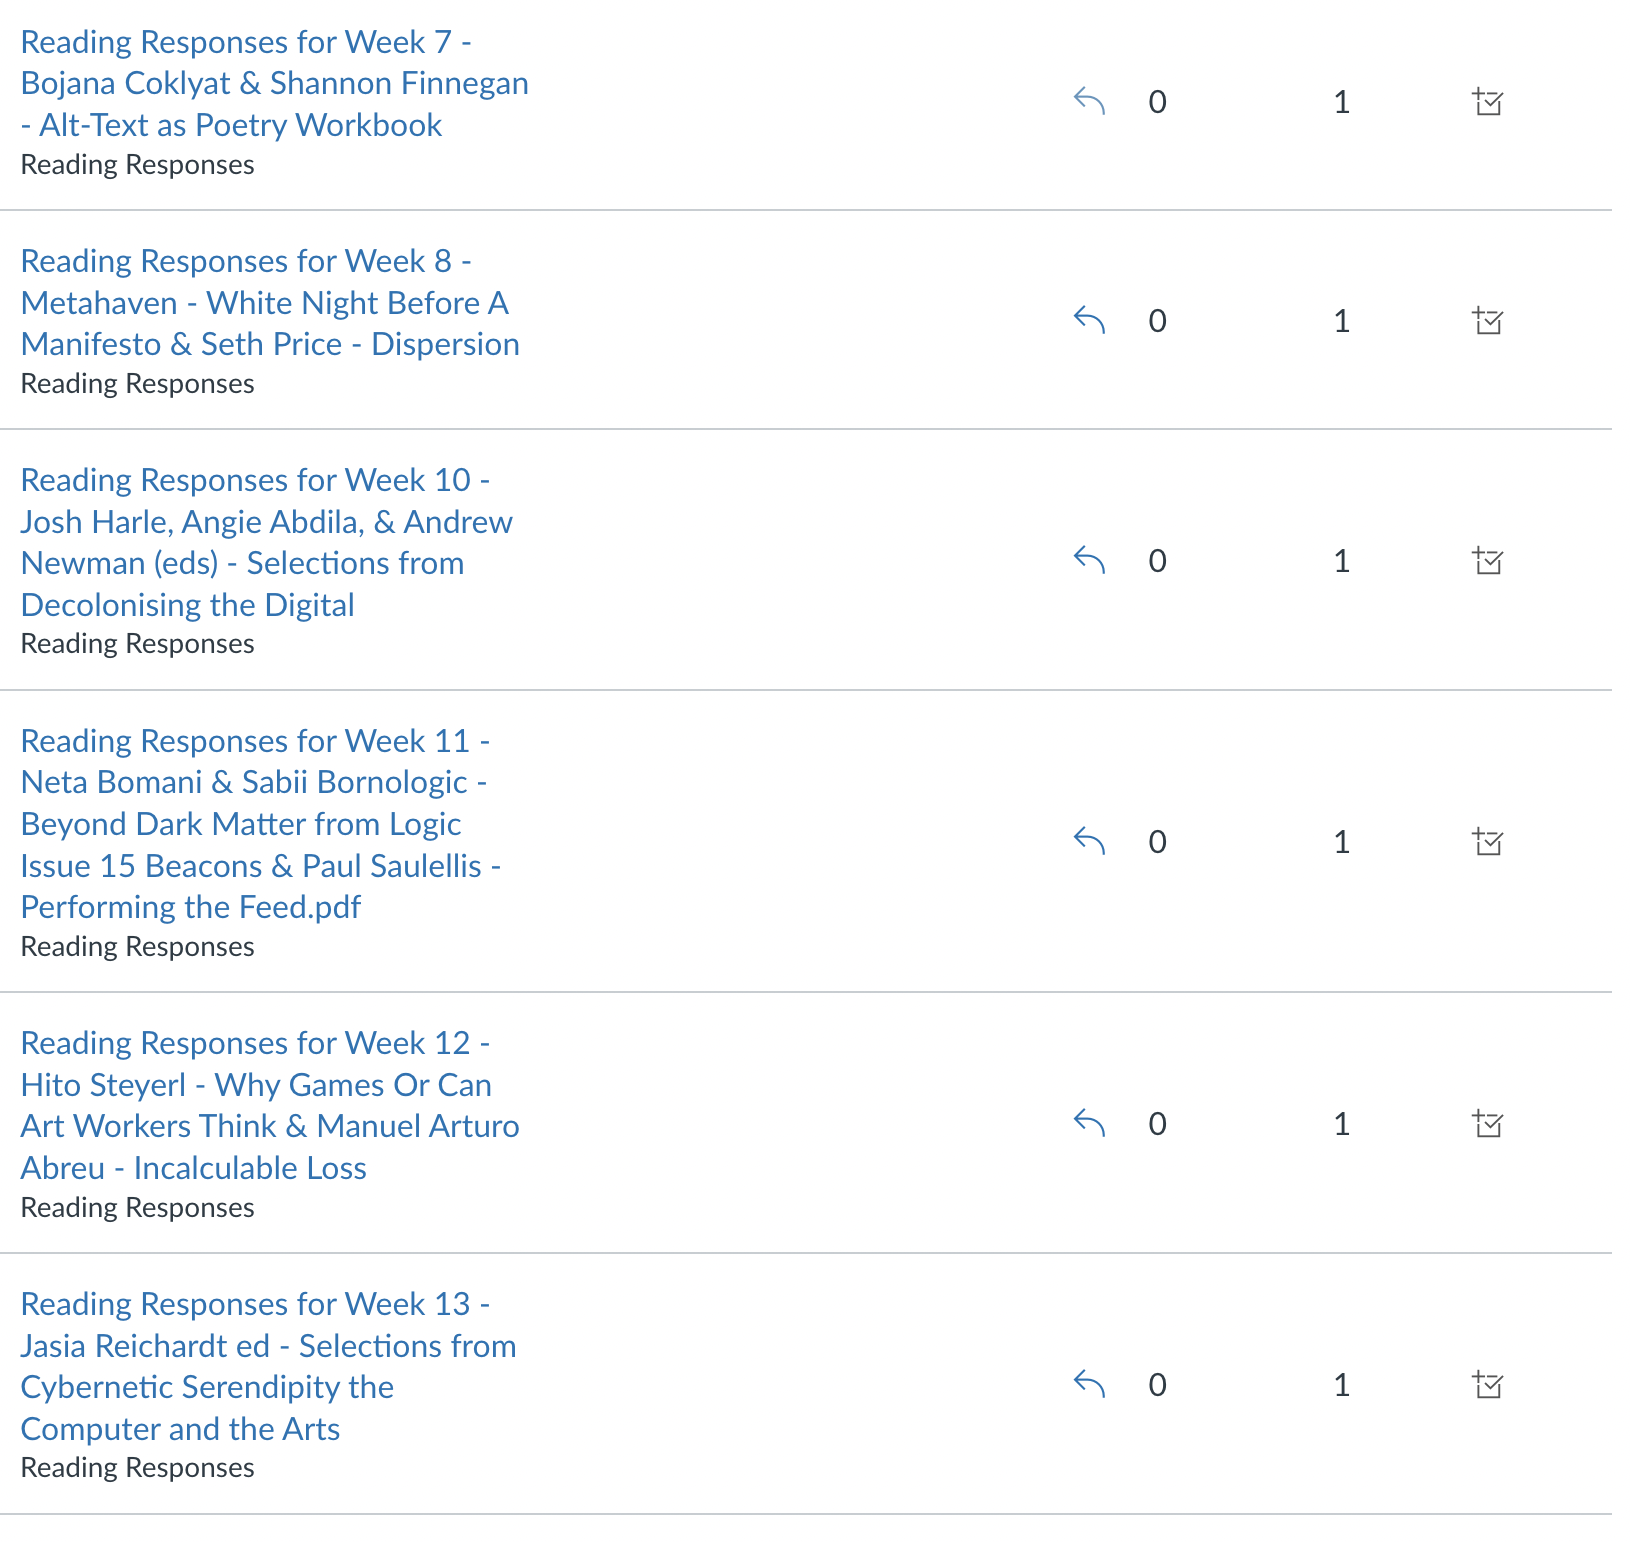 Reading Responses for Week 7 -
Bojana Coklyat & Shannon Finnegan
- Alt-Text as Poetry Workbook
Reading Responses
0 1
Reading Responses for Week 8 -
Metahaven - White Night Before A
Manifesto & Seth Price - Dispersion
Reading Responses
0 1
Reading Responses for Week 10 -
Josh Harle, Angie Abdila, & Andrew
Newman (eds) - Selections from
Decolonising the Digital
Reading Responses
0 1
Reading Responses for Week 11 -
Neta Bomani & Sabii Bornologic -
Beyond Dark Matter from Logic
Issue 15 Beacons & Paul Saulellis -
Performing the Feed.pdf
Reading Responses
0 1
Reading Responses for Week 12 -
Hito Steyerl - Why Games Or Can
Art Workers Think & Manuel Arturo
Abreu - Incalculable Loss
Reading Responses
0 1
Reading Responses for Week 13 -
Jasia Reichardt ed - Selections from
Cybernetic Serendipity the
Computer and the Arts
Reading Responses
0 1